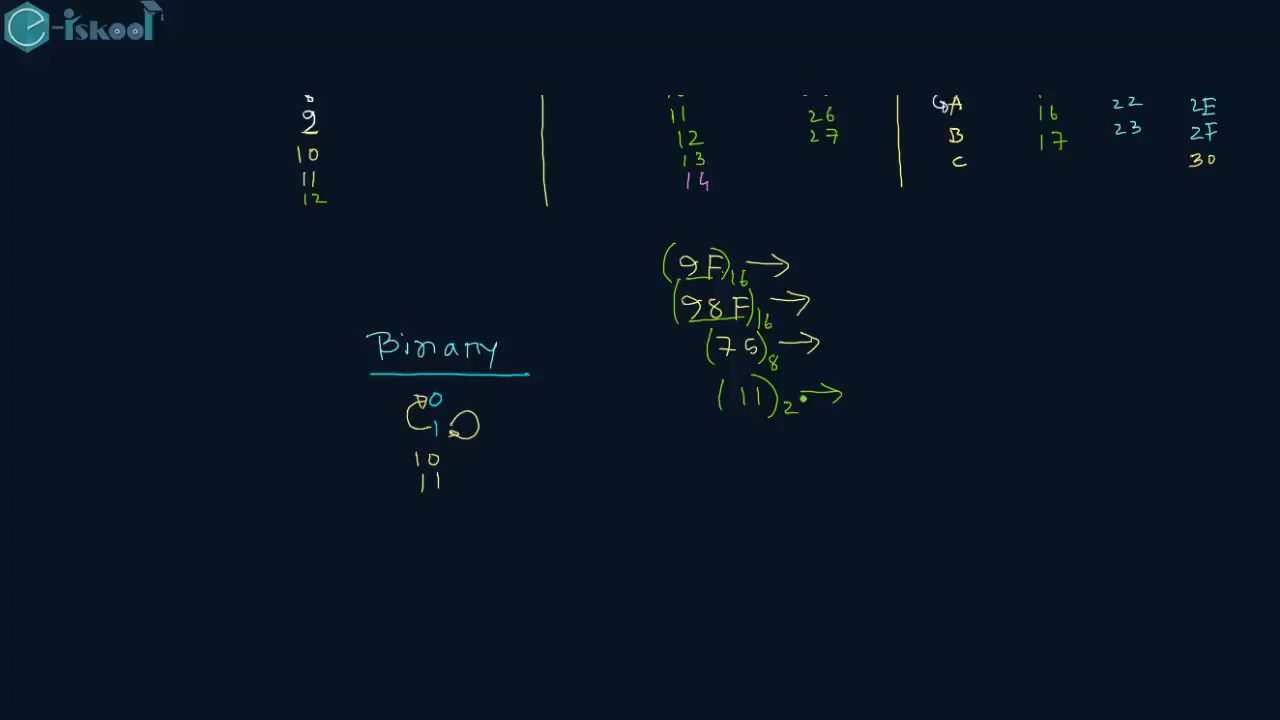 e-iskool
9
10
11
12
11 26
12 27
13
14
A 16 22 2E
B 17 23 2F
C 30
(9F)16 →
(98F)16 →
(75)8 →
(11)2 →
Binary
0
1
10
11